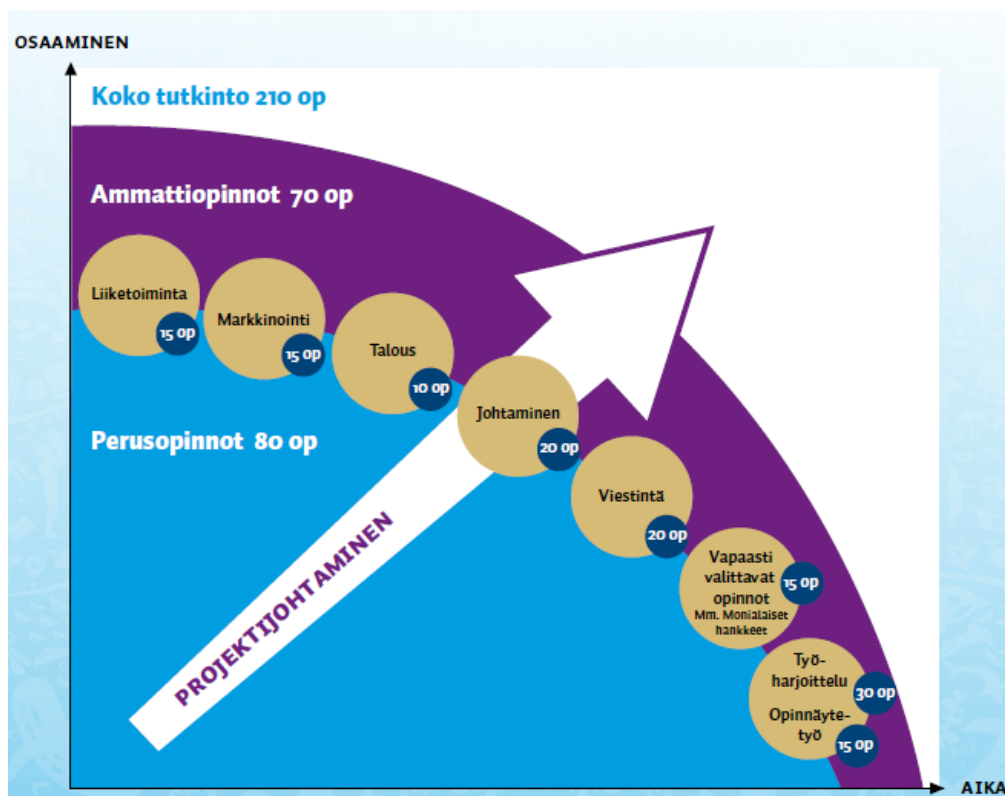 OSAAMINEN
Koko tutkinto 210 op
Ammattiopinnot 70 op
Liiketoiminta
15 op
Markkinointi
15 op
Talous
10 op
Johtaminen
20 op
Perusopinnot 80 op
Viestintä
20 op
PROJEKTIJOHTAMINEN
Vapaasti
valittavat
opinnot
Mm. Monialaiset
hankkeet
15 op
Työ-
harjoittelu
30 op
Opinnäyte-
työ
15 op
AIKA